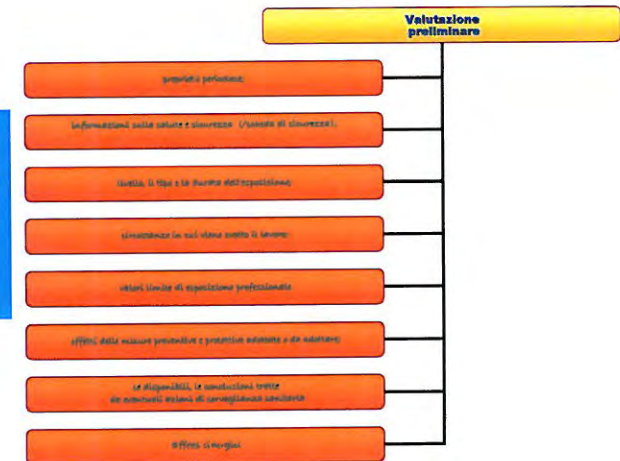 Valutazione
preliminare
proprietà pericolose;
informazioni sulla salute e sicurezza (/scheda di sicurezza);
livello, il tipo e la durata dell'esposizione;
circostanze in cui viene svolto il lavoro;
valori limite di esposizione professionale
effetti delle misure preventive e protettive adottate o da adottare;
le disponibili, le conclusioni tratte
da eventuali azioni di sorveglianza sanitaria
Effetti sinergici